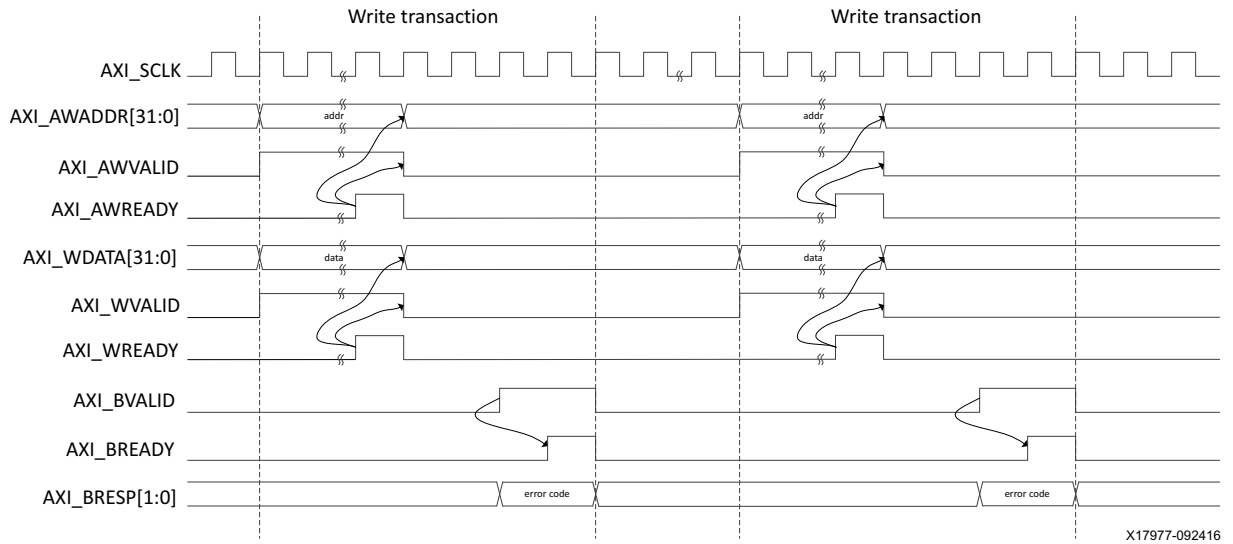 Write transaction
Write transaction
AXI_SCLK
AXI_AWADDR[31:0]
addr
addr
AXI_AWVALID
AXI_AWREADY
AXI_WDATA[31:0]
data
data
AXI_WVALID
AXI_WREADY
AXI_BVALID
AXI_BREADY
AXI_BRESP[1:0]
error code
error code
X17977-092416